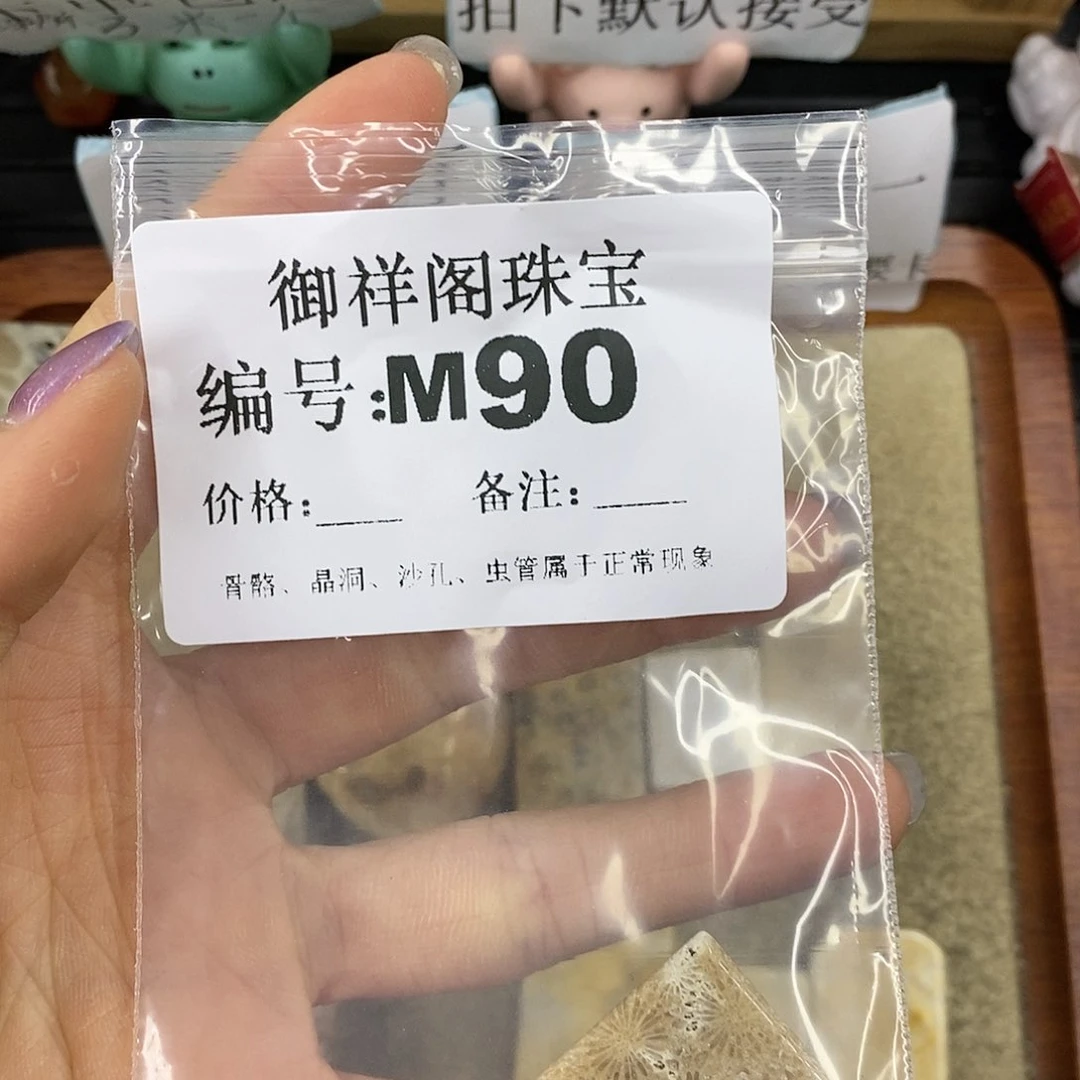 拍下默认接受
御祥阁珠宝
编号:M90
价格:____ 备注:____
骨骼、晶洞、沙孔、虫管属于正常现象